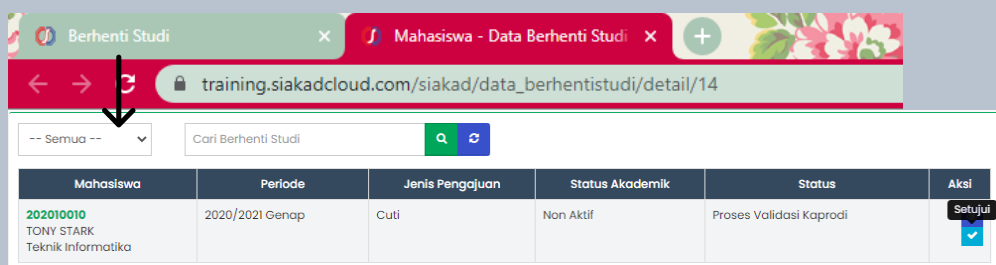 Berhenti Studi
Mahasiswa - Data Berhenti Studi
training.siakadcloud.com/siakad/data_berhentistudi/detail/14
-- Semua --
Cari Berhenti Studi
Mahasiswa Periode Jenis Pengajuan Status Akademik Status Aksi
202010010 2020/2021 Genap Cuti Non Aktif Proses Validasi Kaprodi Setujui
TONY STARK
Teknik Informatika